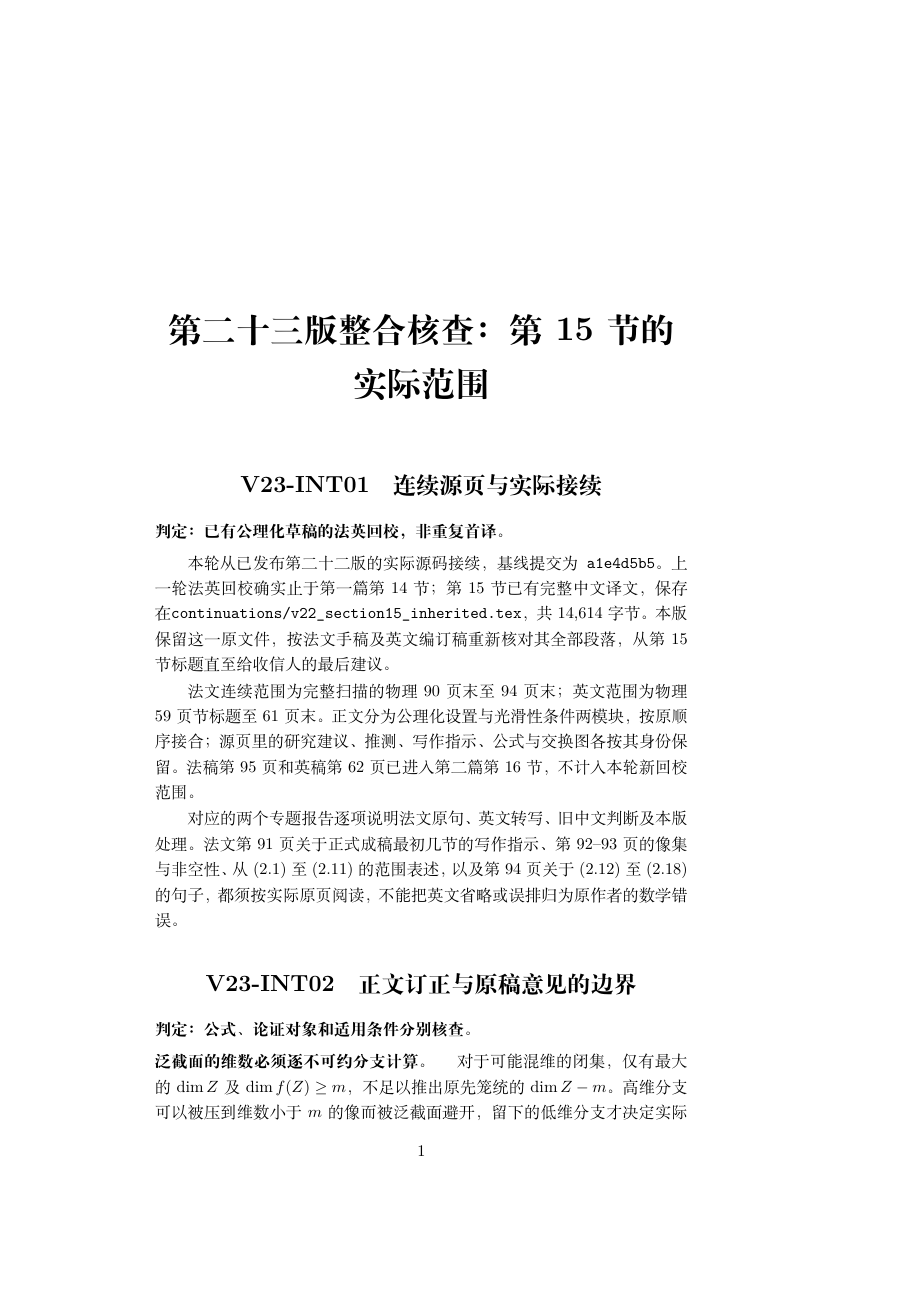 第二十三版整合核查：第 15 节的
实际范围
V23-INT01 连续源页与实际接续
判定：已有公理化草稿的法英回校，非重复首译。
本轮从已发布第二十二版的实际源码接续，基线提交为 a1e4d5b5。上
一轮法英回校确实止于第一篇第 14 节；第 15 节已有完整中文译文，保存
在continuations/v22_section15_inherited.tex，共 14,614 字节。本版
保留这一原文件，按法文手稿及英文编订稿重新核对其全部段落，从第 15
节标题直至给收信人的最后建议。
法文连续范围为完整扫描的物理 90 页末至 94 页末；英文范围为物理
59 页节标题至 61 页末。正文分为公理化设置与光滑性条件两模块，按原顺
序接合；源页里的研究建议、推测、写作指示、公式与交换图各按其身份保
留。法稿第 95 页和英稿第 62 页已进入第二篇第 16 节，不计入本轮新回校
范围。
对应的两个专题报告逐项说明法文原句、英文转写、旧中文判断及本版
处理。法文第 91 页关于正式成稿最初几节的写作指示、第 92–93 页的像集
与非空性、从 (2.1) 至 (2.11) 的范围表述，以及第 94 页关于 (2.12) 至 (2.18)
的句子，都须按实际原页阅读，不能把英文省略或误排归为原作者的数学错
误。
V23-INT02 正文订正与原稿意见的边界
判定：公式、论证对象和适用条件分别核查。
泛截面的维数必须逐不可约分支计算。 对于可能混维的闭集，仅有最大
的 dim Z 及 dim f(Z) ≥ m，不足以推出原先笼统的 dim Z − m。高维分支
可以被压到维数小于 m 的像而被泛截面避开，留下的低维分支才决定实际
1